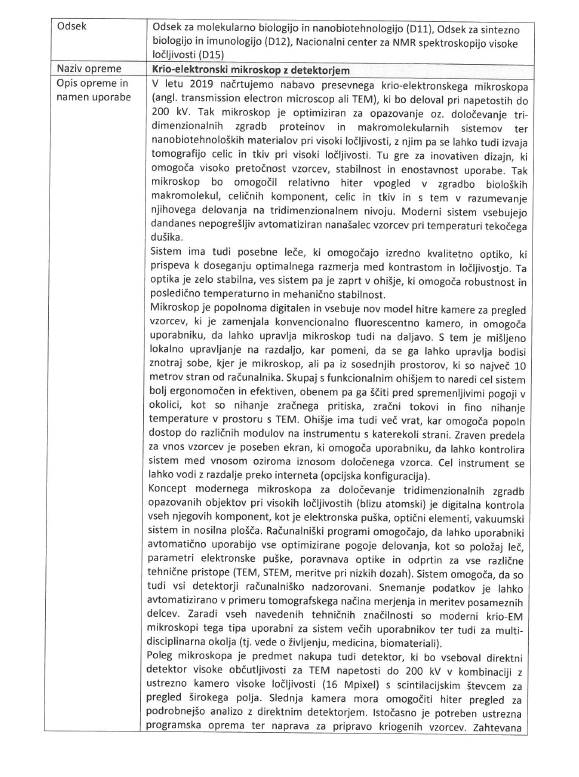 Odsek
Odsek za molekularno biologijo in nanobiotehnologijo (D11), Odsek za sintezno
biologijo in imunologijo (D12), Nacionalni center za NMR spektroskopijo visoke
ločljivosti (D15)
Naziv opreme
Krio-elektronski mikroskop z detektorjem
Opis opreme in
namen uporabe
V letu 2019 načrtujemo nabavo presevnega krio-elektronskega mikroskopa
(angl. transmission electron microscop ali TEM), ki bo deloval pri napetostih do
200 kV. Tak mikroskop je optimiziran za opazovanje oz. določevanje tri-
dimenzionalnih zgradb proteinov in makromolekularnih sistemov ter
nanobiotehnoloških materialov pri visoki ločljivosti, z njim pa se lahko tudi izvaja
tomografijo celic in tkiv pri visoki ločljivosti. Tu gre za inovativen dizajn, ki
omogoča visoko pretočnost vzorcev, stabilnost in enostavnost uporabe. Tak
mikroskop bo omogočil relativno hiter vpogled v zgradbo bioloških
makromolekul, celičnih komponent, celic in tkiv in s tem v razumevanje
njihovega delovanja na tridimenzionalnem nivoju. Moderni sistem vsebujejo
dandanes nepogrešljiv avtomatiziran nanašalec vzorcev pri temperaturi tekočega
dušika.
Sistem ima tudi posebne leče, ki omogočajo izredno kvalitetno optiko, ki
prispeva k doseganju optimalnega razmerja med kontrastom in ločljivostjo. Ta
optika je zelo stabilna, ves sistem pa je zaprt v ohišje, ki omogoča robustnost in
posledično temperaturno in mehanično stabilnost.
Mikroskop je popolnoma digitalen in vsebuje nov model hitre kamere za pregled
vzorcev, ki je zamenjala konvencionalno fluorescentno kamero, in omogoča
uporabniku, da lahko upravlja mikroskop tudi na daljavo. S tem je mišljeno
lokalno upravljanje na razdaljo, kar pomeni, da se ga lahko upravlja bodisi
znotraj sobe, kjer je mikroskop, ali pa iz sosednjih prostorov, ki so največ 10
metrov stran od računalnika. Skupaj s funkcionalnim ohišjem to naredi cel sistem
bolj ergonomočen in efektiven, obenem pa ga ščiti pred spremenljivimi pogoji v
okolici, kot so nihanje zračnega pritiska, zračni tokovi in fino nihanje
temperature v prostoru s TEM. Ohišje ima tudi več vrat, kar omogoča popoln
dostop do različnih modulov na instrumentu s katerekoli strani. Zraven predela
za vnos vzorcev je poseben ekran, ki omogoča uporabniku, da lahko kontrolira
sistem med vnosom oziroma iznosom določenega vzorca. Cel instrument se
lahko vodi z razdalje preko interneta (opcijska konfiguracija).
Koncept modernega mikroskopa za določevanje tridimenzionalnih zgradb
opazovanih objektov pri visokih ločljivostih (blizu atomski) je digitalna kontrola
vseh njegovih komponent, kot je elektronska puška, optični elementi, vakuumski
sistem in nosilna plošča. Računalniški programi omogočajo, da lahko uporabniki
avtomatično uporabijo vse optimizirane pogoje delovanja, kot so položaj leč,
parametri elektronske puške, poravnava optike in odprtin za vse različne
tehnične pristope (TEM, STEM, meritve pri nizkih dozah). Sistem omogoča, da so
tudi vsi detektorji računalniško nadzorovani. Snemanje podatkov je lahko
avtomatizirano v primeru tomografskega načina merjenja in meritev posameznih
delcev. Zaradi vseh navedenih tehničnih značilnosti so moderni krio-EM
mikroskopi tega tipa uporabni za sistem večih uporabnikov ter tudi za multi-
disciplinarna okolja (tj. vede o življenju, medicina, biomateriali).
Poleg mikroskopa je predmet nakupa tudi detektor, ki bo vseboval direktni
detektor visoke občutljivosti za TEM napetosti do 200 kV v kombinaciji z
ustrezno kamero visoke ločljivosti (16 Mpixel) s scintilacijskim števcem za
pregled širokega polja. Slednja kamera mora omogočiti hiter pregled za
podrobnejšo analizo z direktnim detektorjem. Istočasno je potreben ustrezna
programska oprema ter naprava za pripravo kriogenih vzorcev. Zahtevana